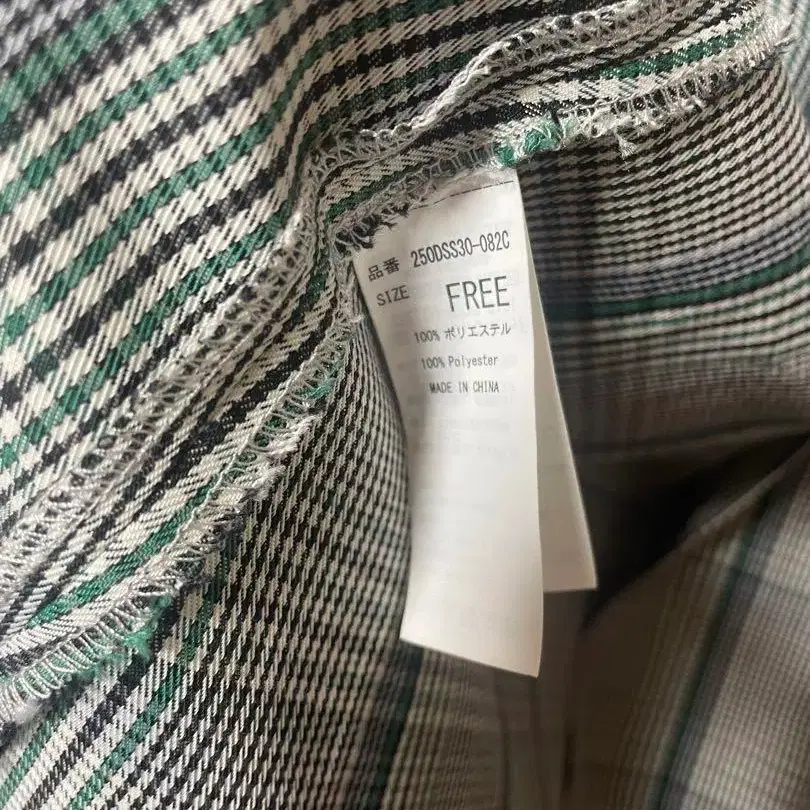 品番 250DSS30-082C
SIZE FREE
100% ポリエステル
100% Polyester
MADE IN CHINA